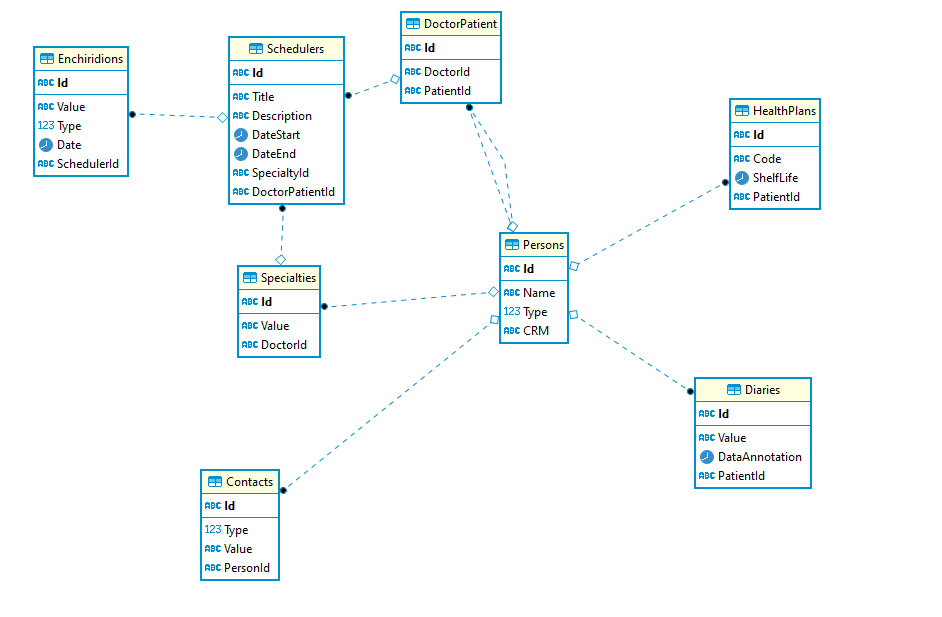 Enchiridions
ABC Id
ABC Value
123 Type
Date
ABC SchedulerId
Schedulers
ABC Id
ABC Title
ABC Description
DateStart
DateEnd
ABC SpecialtyId
ABC DoctorPatientId
DoctorPatient
ABC Id
ABC DoctorId
ABC PatientId
HealthPlans
ABC Id
ABC Code
ShelfLife
ABC PatientId
Persons
ABC Id
ABC Name
123 Type
ABC CRM
Specialties
ABC Id
ABC Value
ABC DoctorId
Diaries
ABC Id
ABC Value
DataAnnotation
ABC PatientId
Contacts
ABC Id
123 Type
ABC Value
ABC PersonId